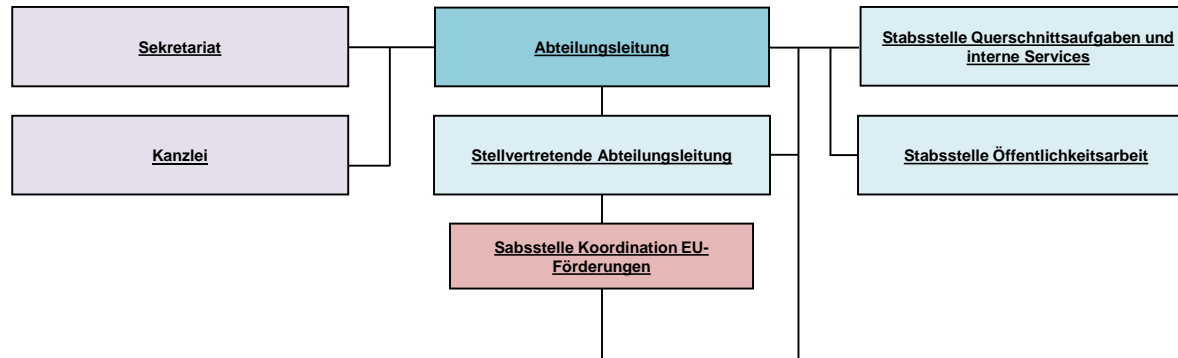 Sekretariat
Abteilungsleitung
Stabsstelle Querschnittsaufgaben und
interne Services
Kanzlei
Stellvertretende Abteilungsleitung
Stabsstelle Öffentlichkeitsarbeit
Sabsstelle Koordination EU-
Förderungen